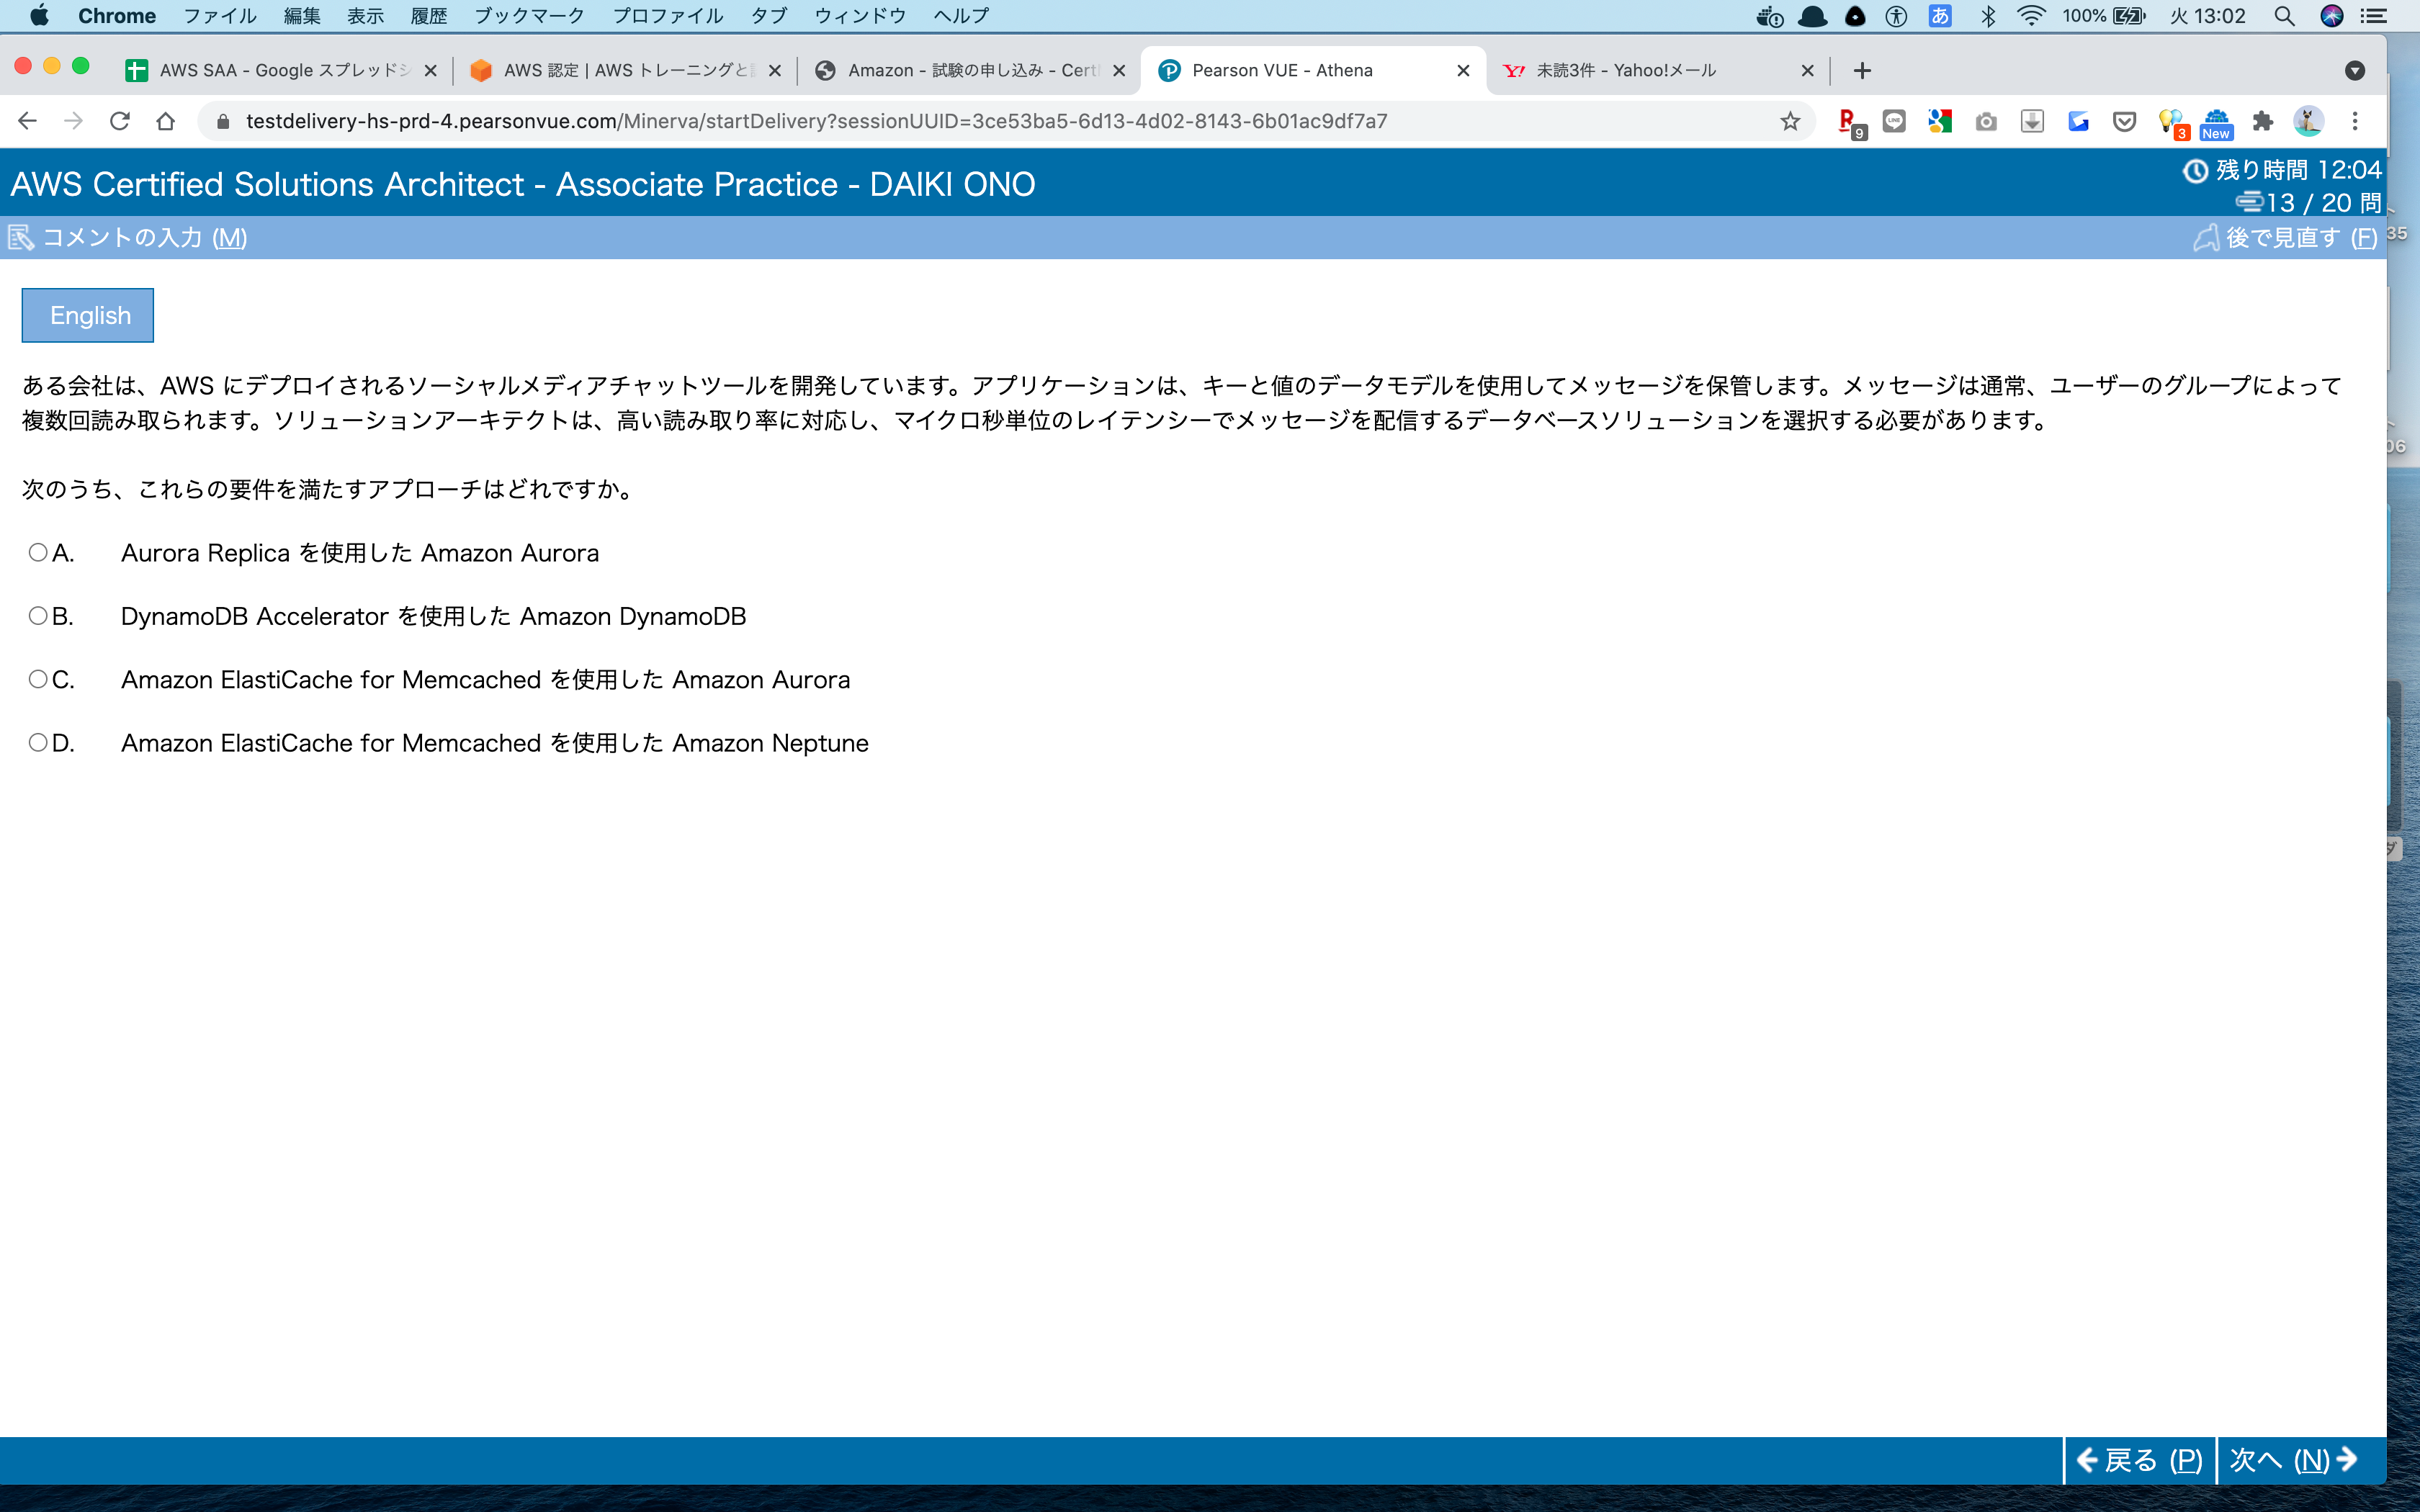 Chrome ファイル 編集 表示 履歴 ブックマーク プロファイル タブ ウィンドウ ヘルプ あ 100% 火 13:02
AWS SAA - Google スプレッドシ AWS 認定 | AWS トレーニングと Amazon - 試験の申し込み - Cert Pearson VUE - Athena Y! 未読3件 - Yahoo!メール
testdelivery-hs-prd-4.pearsonvue.com/Minerva/startDelivery?sessionUUID=3ce53ba5-6d13-4d02-8143-6b01ac9df7a7 R 9 LINE 3 New
AWS Certified Solutions Architect - Associate Practice - DAIKI ONO
残り時間 12:04
13 / 20 問
コメントの入力 (M) 後で見直す (F)
35
English
ある会社は、AWS にデプロイされるソーシャルメディアチャットツールを開発しています。アプリケーションは、キーと値のデータモデルを使用してメッセージを保管します。メッセージは通常、ユーザーのグループによって
複数回読み取られます。ソリューションアーキテクトは、高い読み取り率に対応し、マイクロ秒単位のレイテンシーでメッセージを配信するデータベースソリューションを選択する必要があります。
06
次のうち、これらの要件を満たすアプローチはどれですか。
A. Aurora Replica を使用した Amazon Aurora
B. DynamoDB Accelerator を使用した Amazon DynamoDB
C. Amazon ElastiCache for Memcached を使用した Amazon Aurora
D. Amazon ElastiCache for Memcached を使用した Amazon Neptune
ダ
戻る (P) 次へ (N)